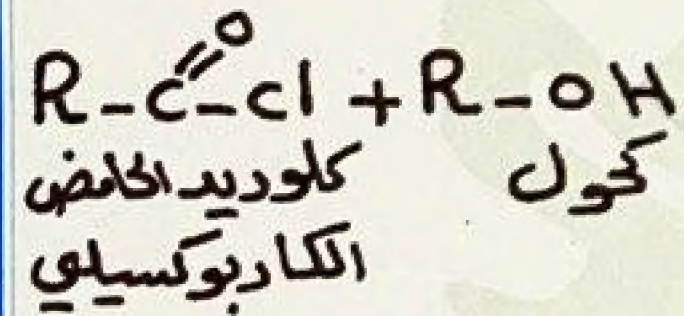 O
R-C-Cl + R-OH
كلوريد الحامض كحول
الكاربوكسيلي